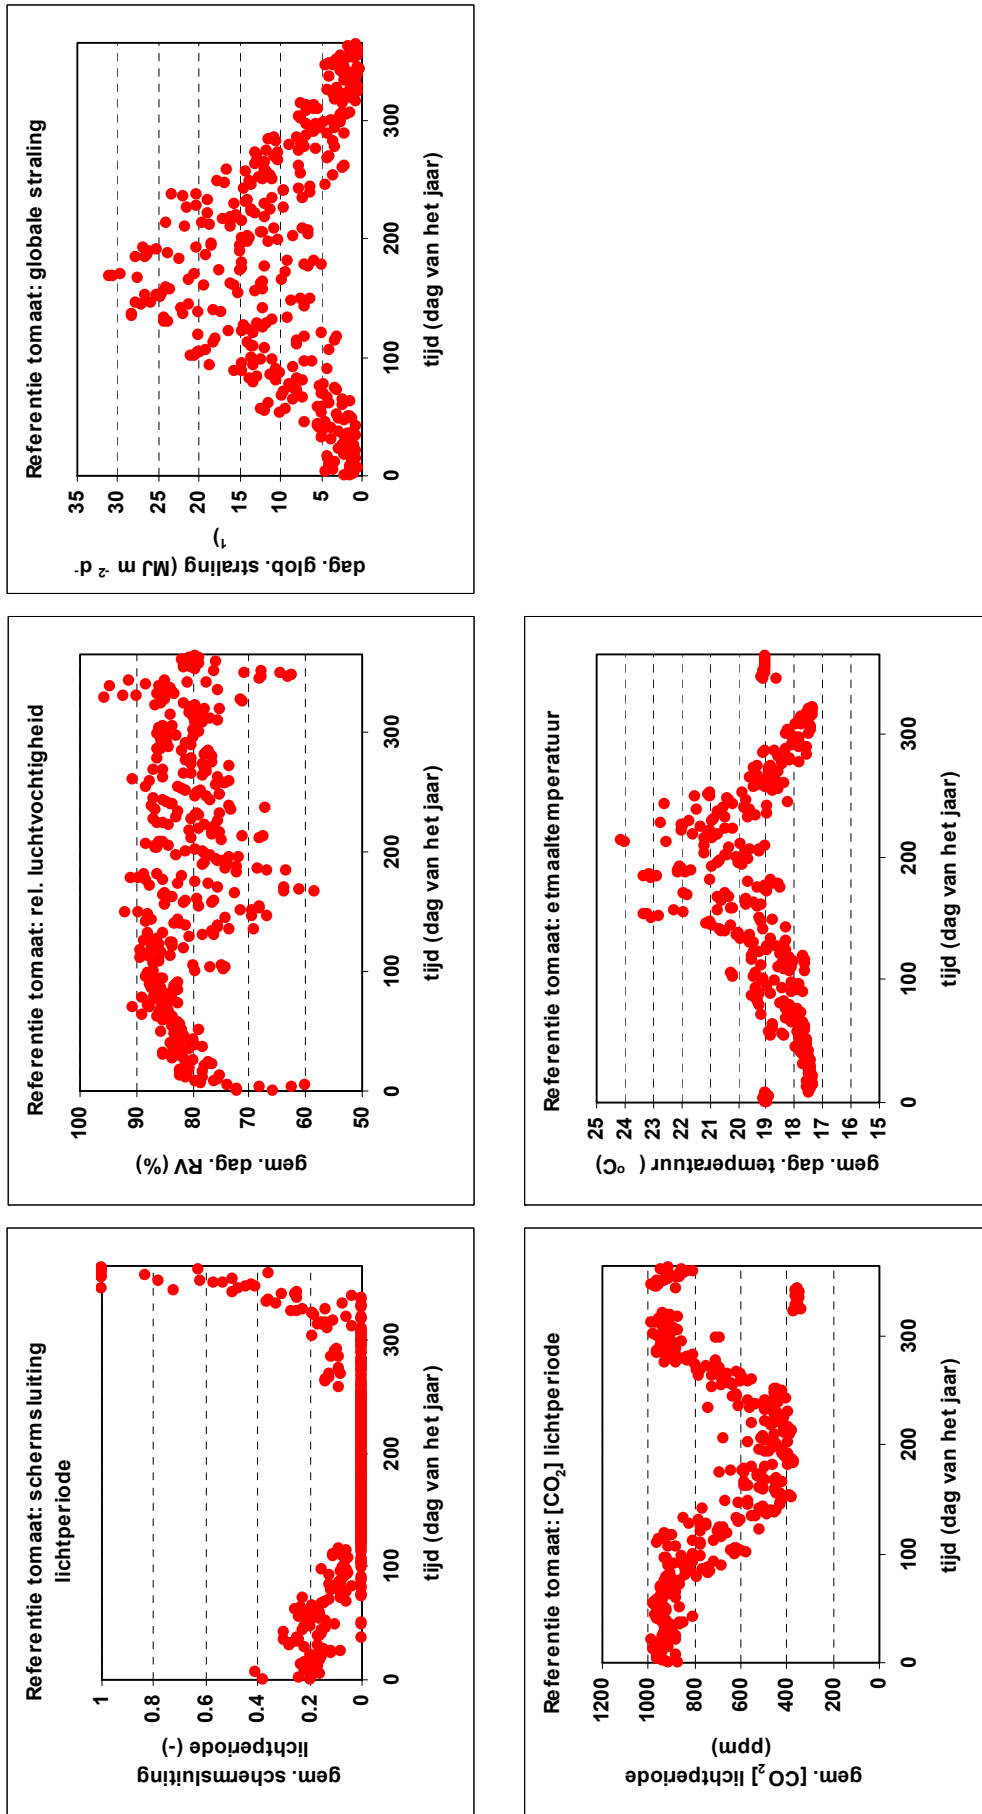 Referentie tomaat: schermsluiting
lichtperiode
gem. schermsluiting
lichtperiode (-)
1
0.8
0.6
0.4
0.2
0
0 100 200 300
tijd (dag van het jaar)
Referentie tomaat: rel. luchtvochtigheid
gem. dag. RV (%)
100
90
80
70
60
50
0 100 200 300
tijd (dag van het jaar)
Referentie tomaat: globale straling
dag. glob. straling (MJ m⁻² d⁻
¹)
35
30
25
20
15
10
5
0
0 100 200 300
tijd (dag van het jaar)
Referentie tomaat: [CO₂] lichtperiode
gem. [CO₂] lichtperiode
(ppm)
1200
1000
800
600
400
0
0 100 200 300
tijd (dag van het jaar)
Referentie tomaat: etmaaltemperatuur
gem. dag. temperatuur ( °C)
25
24
23
22
21
20
19
18
17
16
15
0 100 200 300
tijd (dag van het jaar)